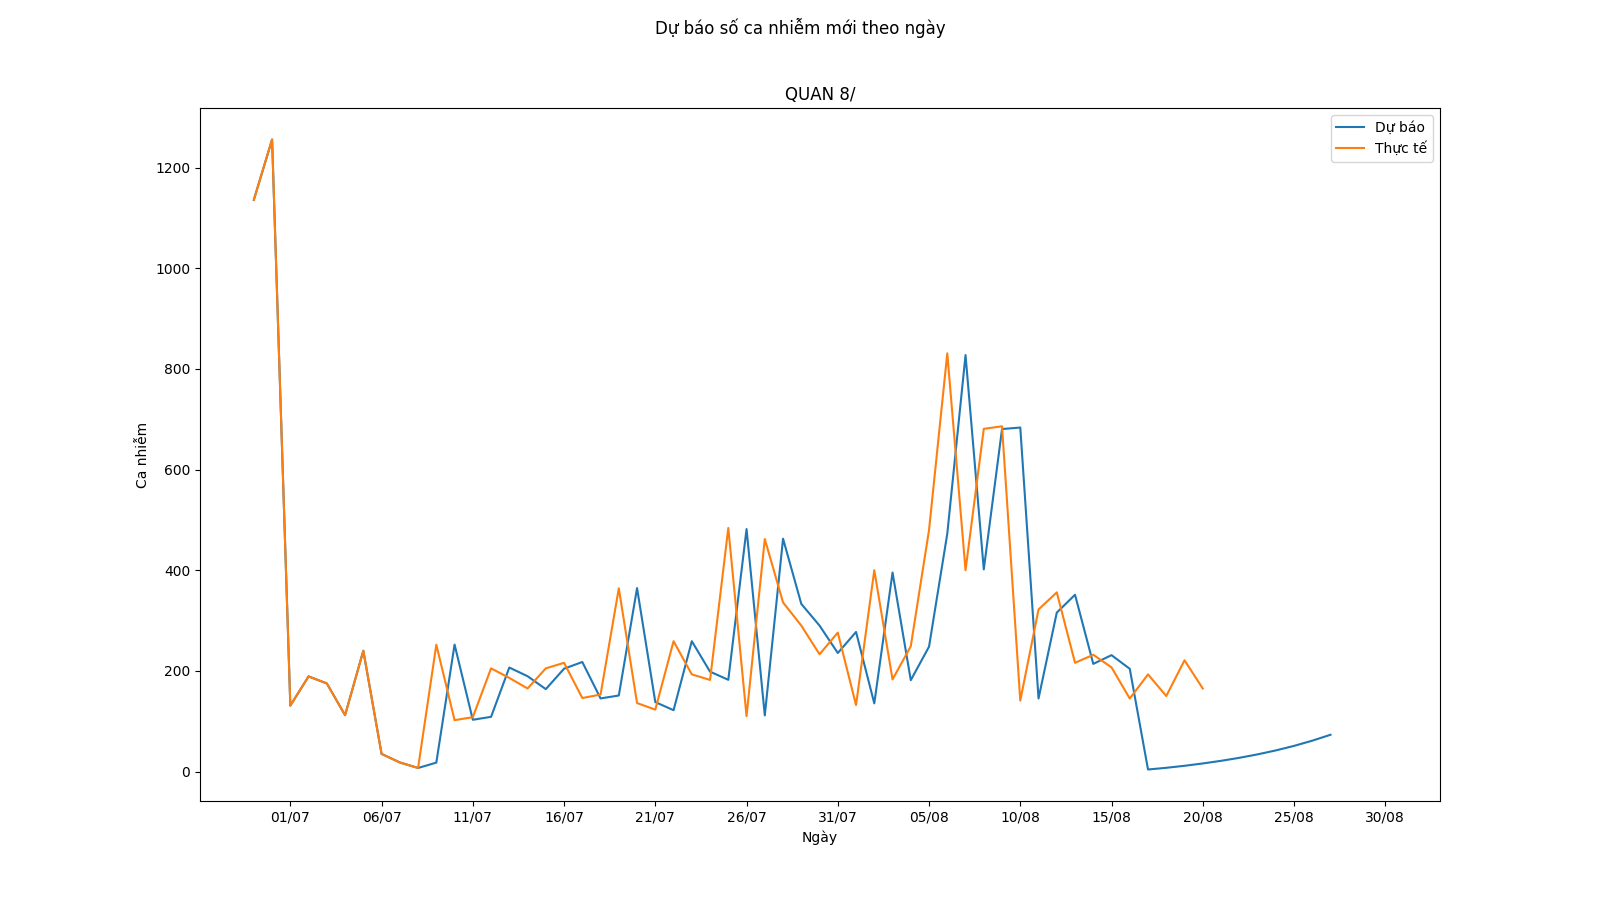 Dự báo số ca nhiễm mới theo ngày
QUAN 8/
Dự báo
Thực tế
1200
1000
800
600
400
200
0
Ca nhiễm
01/07 06/07 11/07 16/07 21/07 26/07 31/07 05/08 10/08 15/08 20/08 25/08 30/08
Ngày